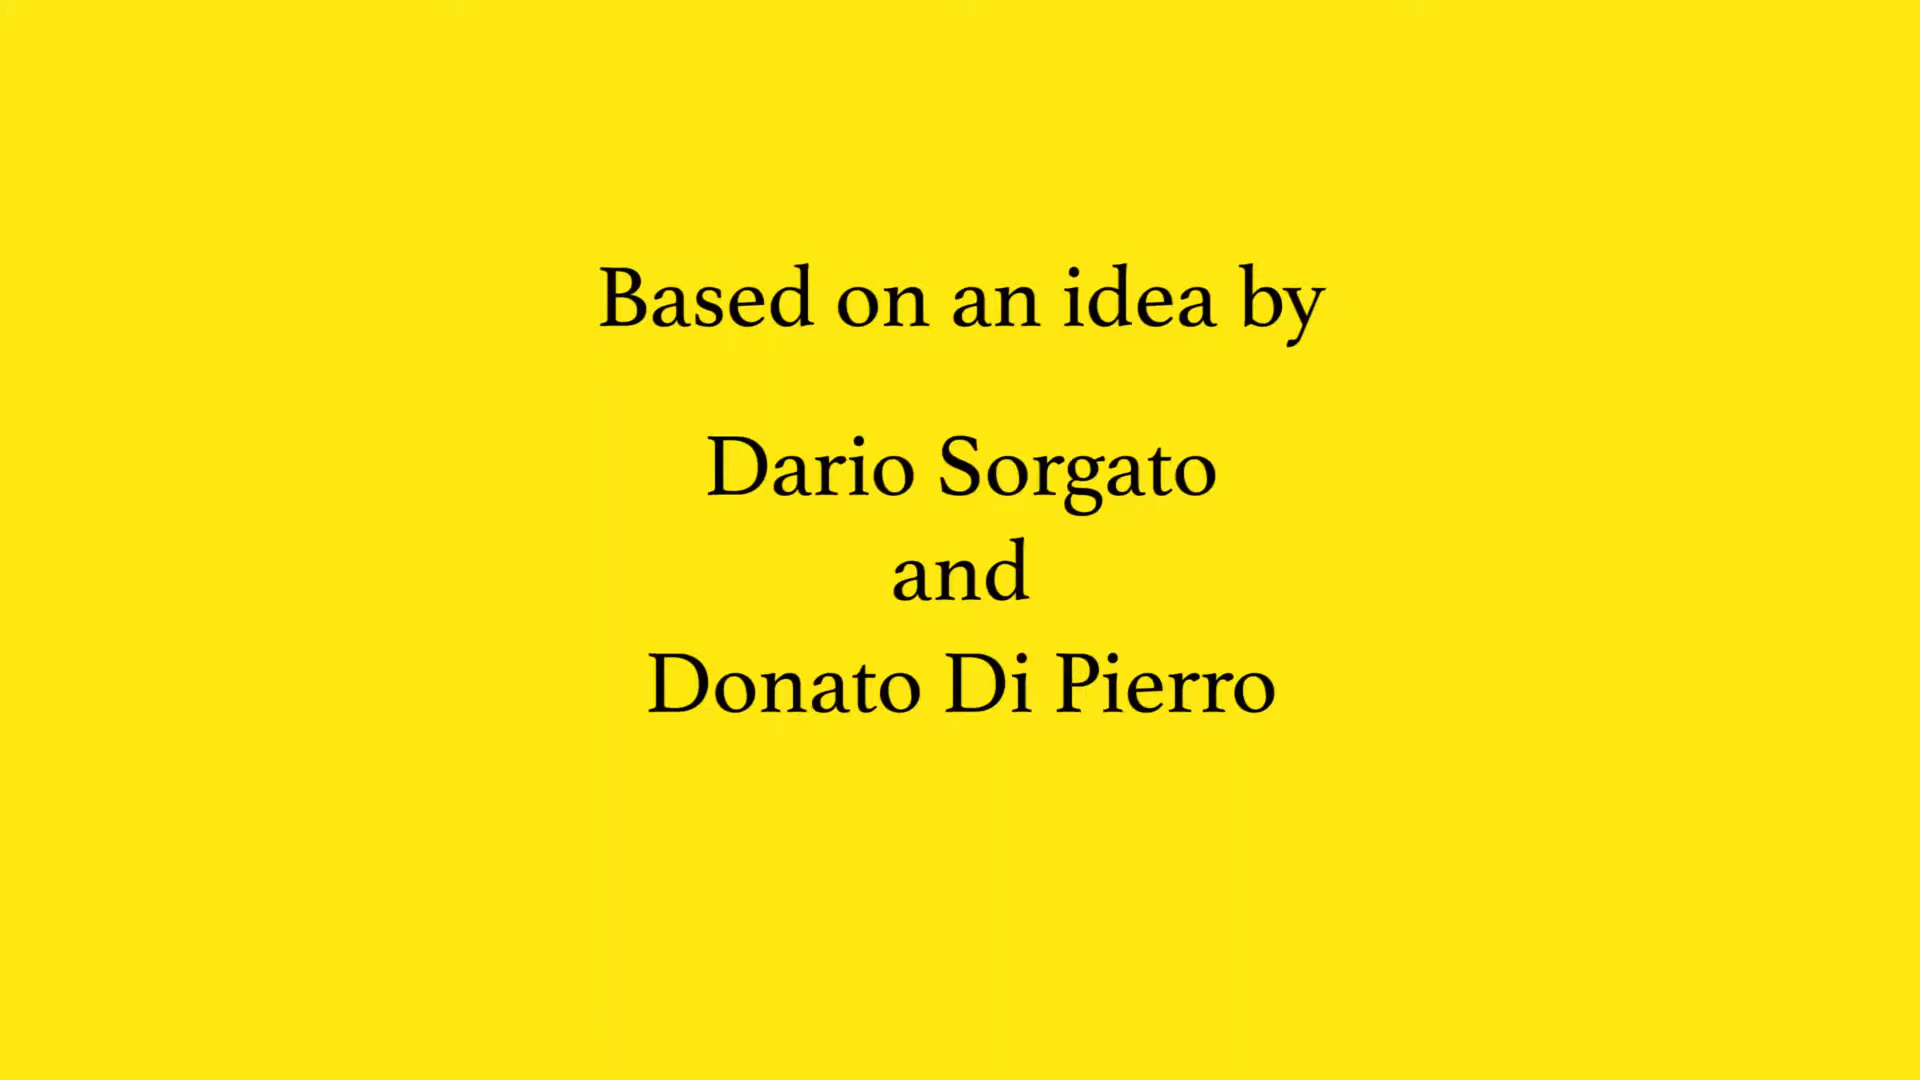 Based on an idea by
Dario Sorgato
and
Donato Di Pierro